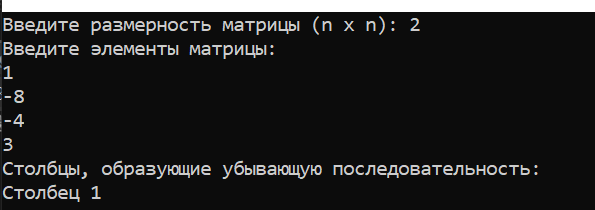 Введите размерность матрицы (n x n): 2
Введите элементы матрицы:
1
-8
-4
3
Столбцы, образующие убывающую последовательность:
Столбец 1